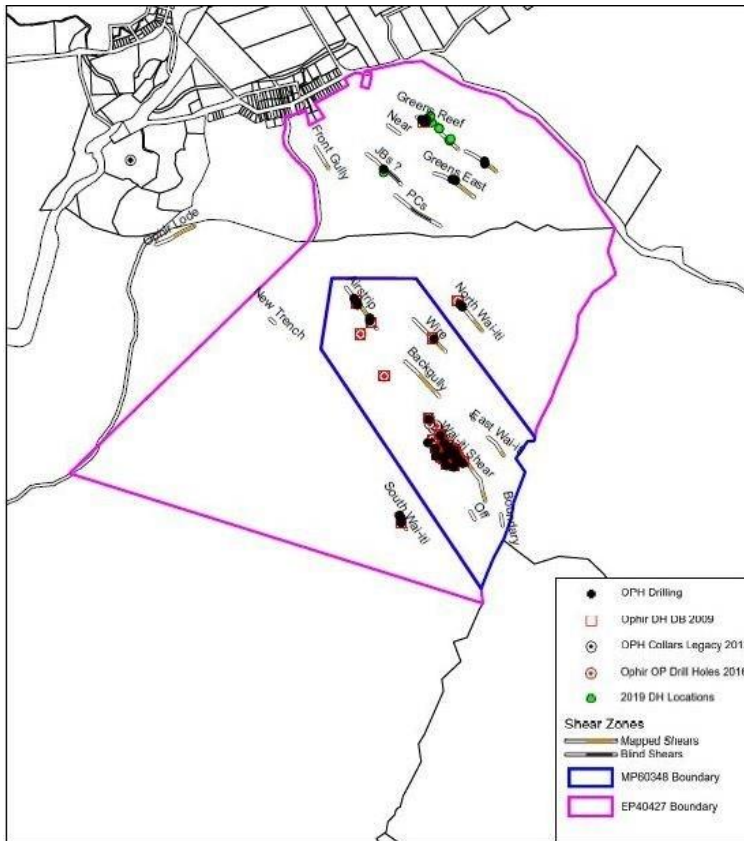 Greens Reef
Near
Front Gully
JBs ?
Greens East
PCs
Ophir Lode
New Trench
Airstrip
North Wai-iti
Wire
Backgully
East Wai-iti
Wai-iti Shear
South Wai-iti
Off
Boundary
OPH Drilling
Ophir DH DB 2009
OPH Collars Legacy 201
Ophir OP Drill Holes 2016
2019 DH Locations
Shear Zones
Mapped Shears
Blind Shears
MP60348 Boundary
EP40427 Boundary